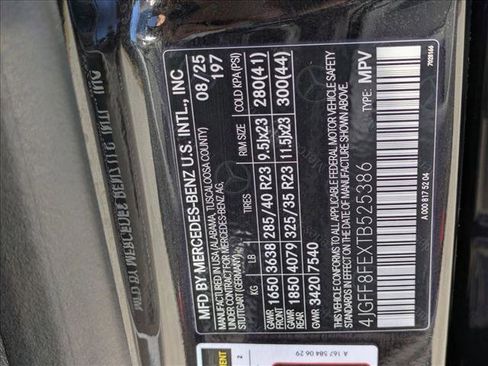 MFD BY MERCEDES-BENZ U.S. INTL., INC
MANUFACTURED IN USA (ALABAMA, TUSCALOOSA COUNTY)
UNDER CONTRACT FOR MERCEDES-BENZ AG,
STUTTGART (GERMANY) 08/25
197
KG LB TIRES RIM SIZE COLD KPA (PSI)
GAWR FRONT 1650 3638 285/40 R23 9.5Jx23 280(41)
GAWR REAR 1850 4079 325/35 R23 11.5Jx23 300(44)
GVWR 3420 7540
THIS VEHICLE CONFORMS TO ALL APPLICABLE FEDERAL MOTOR VEHICLE SAFETY
STANDARDS IN EFFECT ON THE DATE OF MANUFACTURE SHOWN ABOVE.
4JGFF8FEXTB525386 TYPE: MPV
A 000 817 52 04
7028166
A 167 584 06 29
2